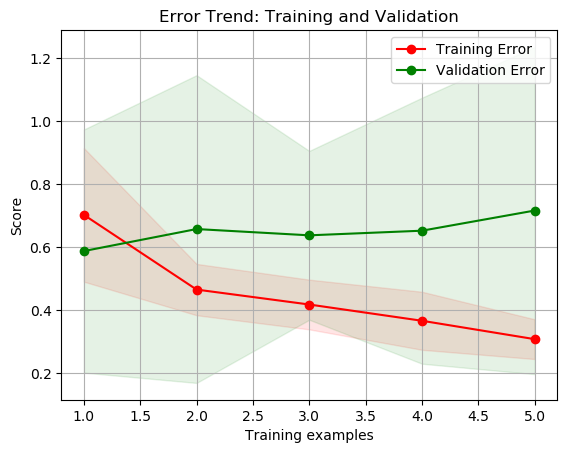 Error Trend: Training and Validation
Training Error
Validation Error
Score
1.2
1.0
0.8
0.6
0.4
0.2
1.0 1.5 2.0 2.5 3.0 3.5 4.0 4.5 5.0
Training examples